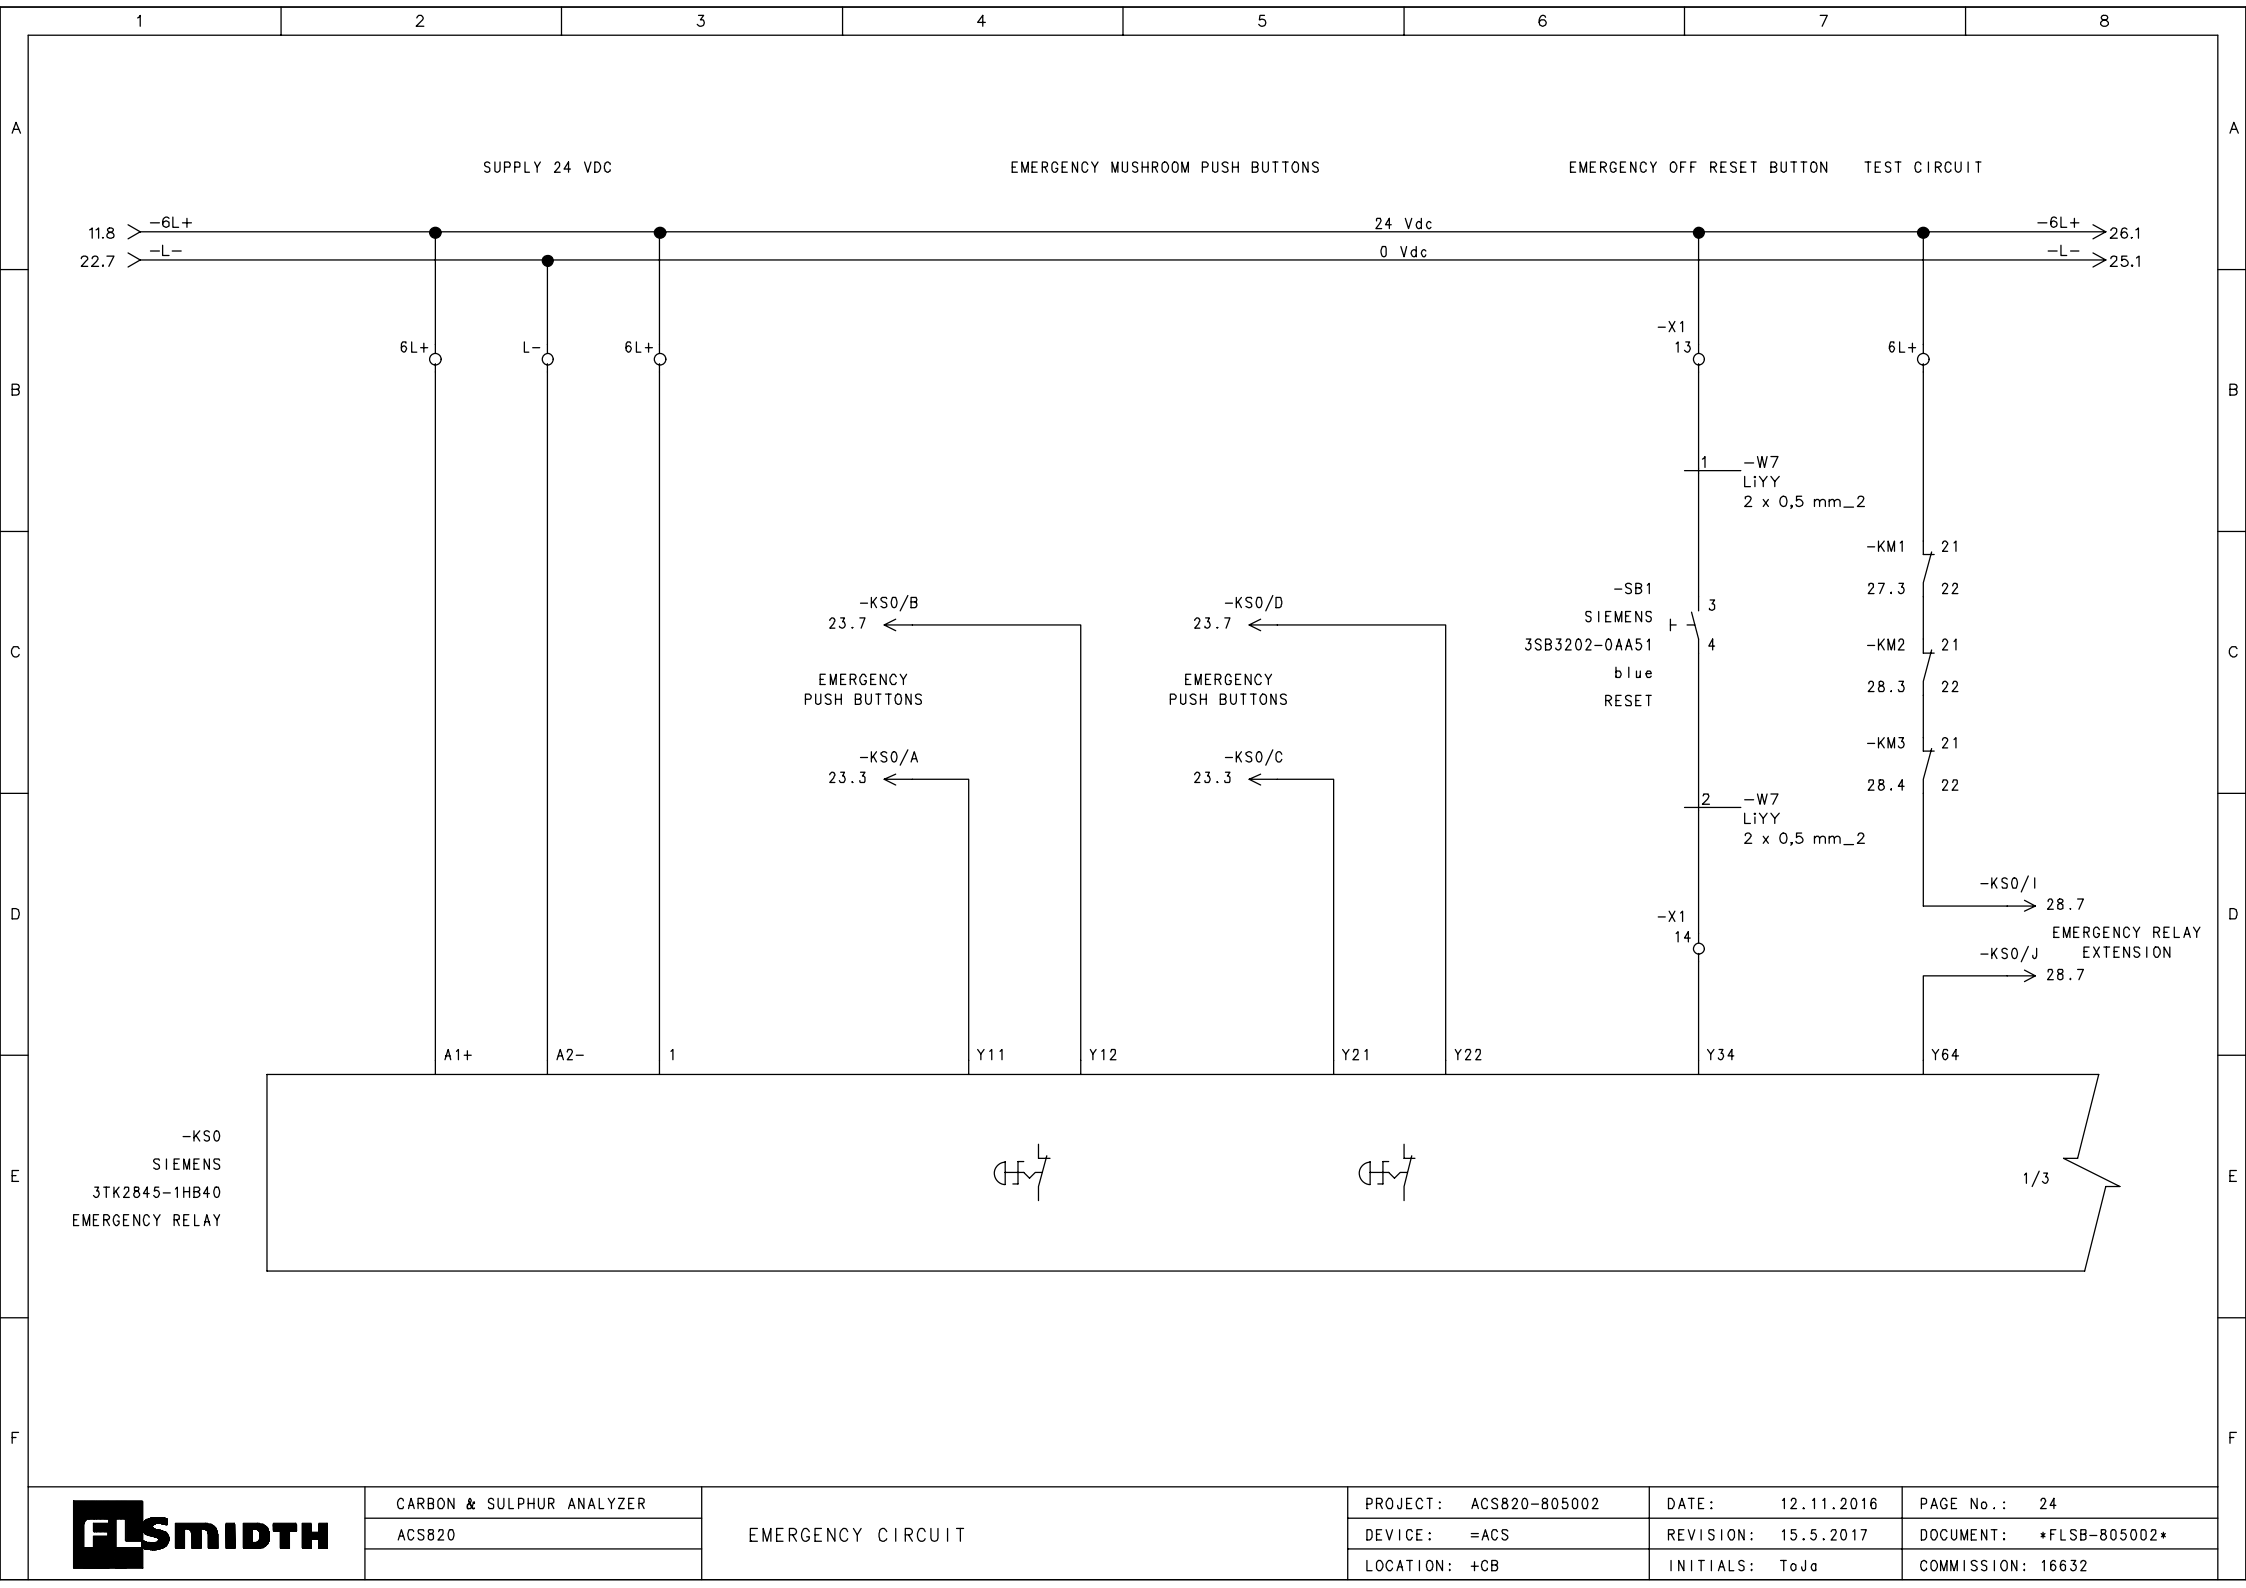 1 2 3 4 5 6 7 8
A A
SUPPLY 24 VDC
EMERGENCY MUSHROOM PUSH BUTTONS
EMERGENCY OFF RESET BUTTON
TEST CIRCUIT
11.8 -6L+ 24 Vdc -6L+ 26.1
22.7 -L- 0 Vdc -L- 25.1
-X1
6L+ L- 6L+ 13 6L+
B B
1 -W7
LiYY
2 x 0,5 mm_2
-KM1 21
27.3 22
-SB1
SIEMENS
3SB3202-0AA51
blue
RESET
3
4
-KS0/B
23.7
-KS0/D
23.7
C C
-KM2 21
28.3 22
EMERGENCY
PUSH BUTTONS
EMERGENCY
PUSH BUTTONS
-KS0/A
23.3
-KS0/C
23.3
-KM3 21
28.4 22
2 -W7
LiYY
2 x 0,5 mm_2
-KS0/I
28.7
D D
-X1
14
EMERGENCY RELAY
EXTENSION
-KS0/J
28.7
A1+ A2- 1 Y11 Y12 Y21 Y22 Y34 Y64
-KS0
SIEMENS
3TK2845-1HB40
EMERGENCY RELAY
E 1/3 E
F F
FLSMIDTH
CARBON & SULPHUR ANALYZER
ACS820
EMERGENCY CIRCUIT
PROJECT: ACS820-805002
DEVICE: =ACS
LOCATION: +CB
DATE: 12.11.2016
REVISION: 15.5.2017
INITIALS: ToJa
PAGE No.: 24
DOCUMENT: *FLSB-805002*
COMMISSION: 16632